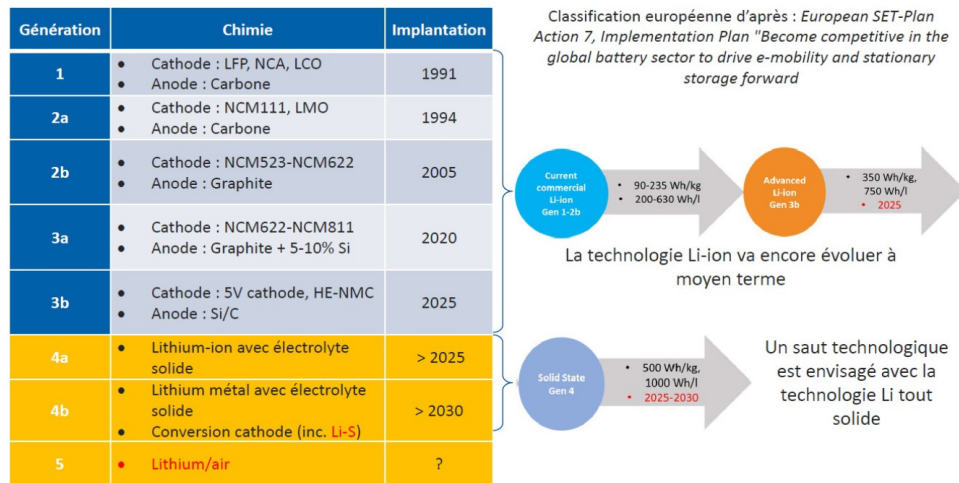 Génération Chimie Implantation
1
• Cathode : LFP, NCA, LCO
• Anode : Carbone
1991
2a
• Cathode : NCM111, LMO
• Anode : Carbone
1994
2b
• Cathode : NCM523-NCM622
• Anode : Graphite
2005
3a
• Cathode : NCM622-NCM811
• Anode : Graphite + 5-10% Si
2020
3b
• Cathode : 5V cathode, HE-NMC
• Anode : Si/C
2025
4a
• Lithium-ion avec électrolyte
solide
> 2025
4b
• Lithium métal avec électrolyte
solide
• Conversion cathode (inc. Li-S)
> 2030
5
• Lithium/air
?
Classification européenne d’après : European SET-Plan
Action 7, Implementation Plan "Become competitive in the
global battery sector to drive e-mobility and stationary
storage forward
Current
commercial
Li-ion
Gen 1-2b
• 90-235 Wh/kg
• 200-630 Wh/l
Advanced
Li-ion
Gen 3b
• 350 Wh/kg,
750 Wh/l
• 2025
La technologie Li-ion va encore évoluer à
moyen terme
Solid State
Gen 4
• 500 Wh/kg,
1000 Wh/l
• 2025-2030
Un saut technologique
est envisagé avec la
technologie Li tout
solide